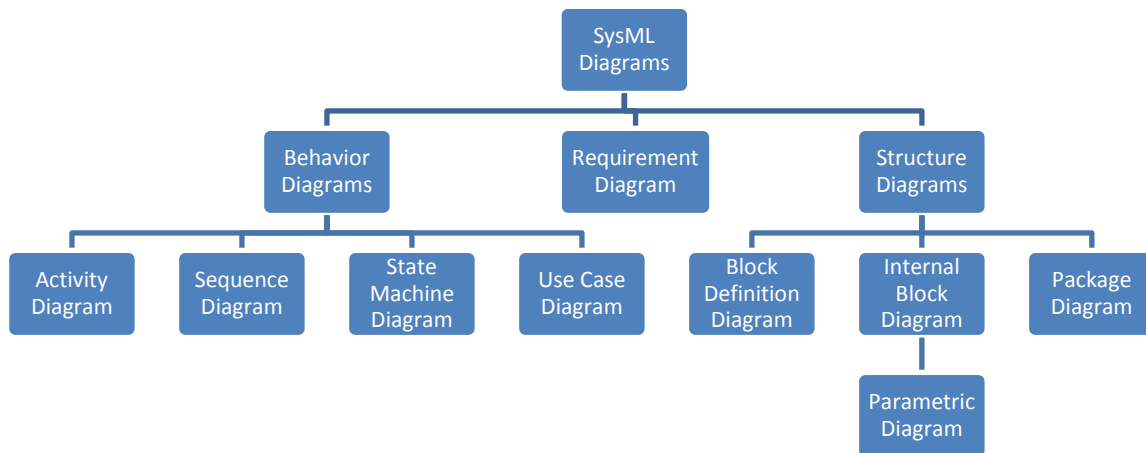 SysML
Diagrams
Behavior
Diagrams
Requirement
Diagram
Structure
Diagrams
Activity
Diagram
Sequence
Diagram
State
Machine
Diagram
Use Case
Diagram
Block
Definition
Diagram
Internal
Block
Diagram
Package
Diagram
Parametric
Diagram